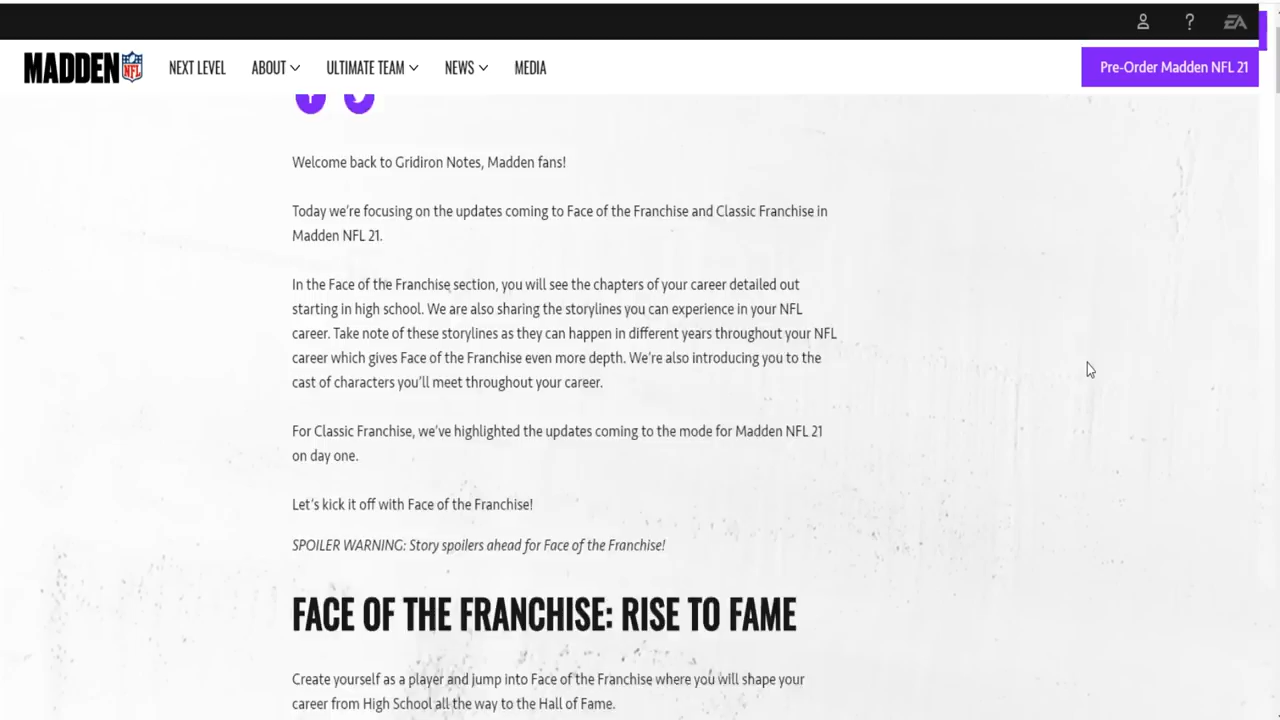 EA
MADDEN NFL NEXT LEVEL ABOUT ULTIMATE TEAM NEWS MEDIA Pre-Order Madden NFL 21
Welcome back to Gridiron Notes, Madden fans!
Today we're focusing on the updates coming to Face of the Franchise and Classic Franchise in
Madden NFL 21.
In the Face of the Franchise section, you will see the chapters of your career detailed out
starting in high school. We are also sharing the storylines you can experience in your NFL
career. Take note of these storylines as they can happen in different years throughout your NFL
career which gives Face of the Franchise even more depth. We're also introducing you to the
cast of characters you'll meet throughout your career.
For Classic Franchise, we've highlighted the updates coming to the mode for Madden NFL 21
on day one.
Let's kick it off with Face of the Franchise!
SPOILER WARNING: Story spoilers ahead for Face of the Franchise!
FACE OF THE FRANCHISE: RISE TO FAME
Create yourself as a player and jump into Face of the Franchise where you will shape your
career from High School all the way to the Hall of Fame.